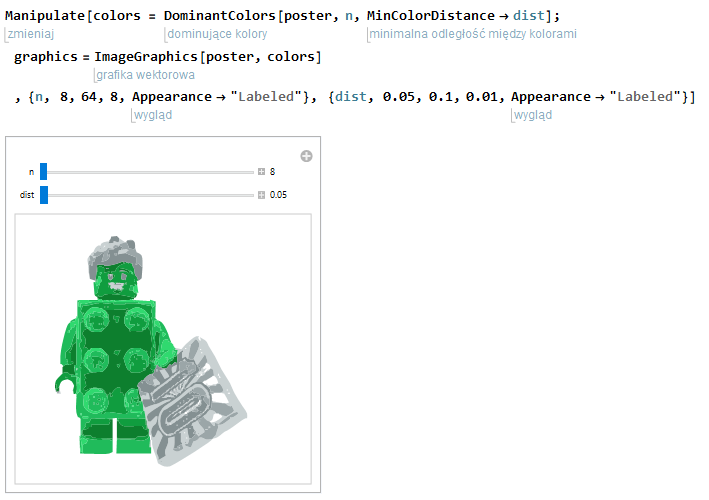 Manipulate[colors = DominantColors[poster, n, MinColorDistance → dist];
zmieniaj dominujące kolory minimalna odległość między kolorami
graphics = ImageGraphics[poster, colors]
grafika wektorowa
, {n, 8, 64, 8, Appearance → "Labeled"}, {dist, 0.05, 0.1, 0.01, Appearance → "Labeled"}]
wygląd wygląd
n 8
dist 0.05